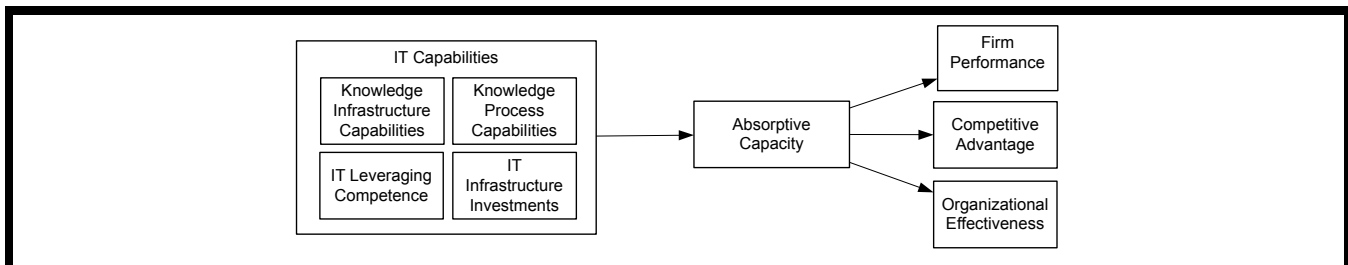 IT Capabilities
Knowledge
Infrastructure
Capabilities
Knowledge
Process
Capabilities
IT Leveraging
Competence
IT
Infrastructure
Investments
Absorptive
Capacity
Firm
Performance
Competitive
Advantage
Organizational
Effectiveness